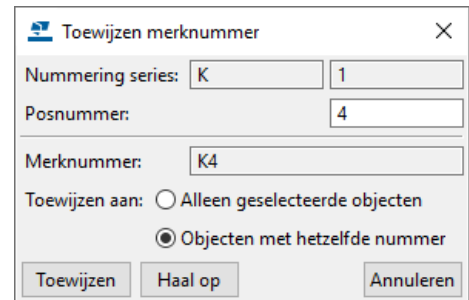 Toewijzen merknummer
Nummering series: K 1
Posnummer: 4
Merknummer: K4
Toewijzen aan: Alleen geselecteerde objecten
Objecten met hetzelfde nummer
Toewijzen Haal op Annuleren